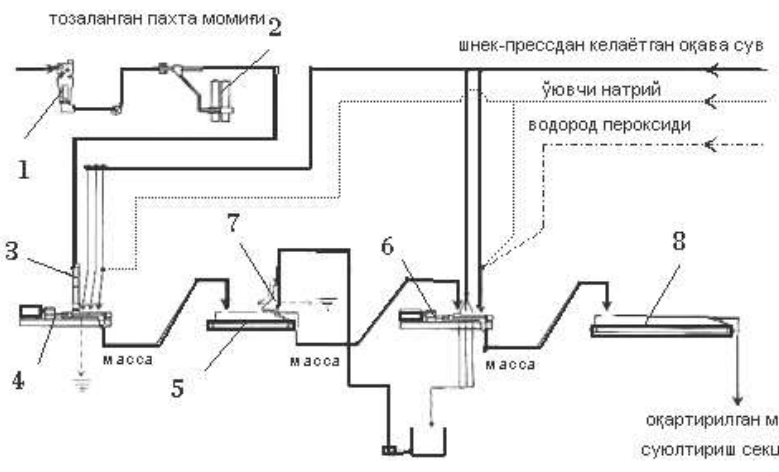 тозаланган пахта момиғи
2
шнек-прессдан келаётган оқава сув
ўювчи натрий
водород пероксиди
1
3
7
6
8
4
масса
5
масса
масса
оқартирилган м
суюлтириш секц